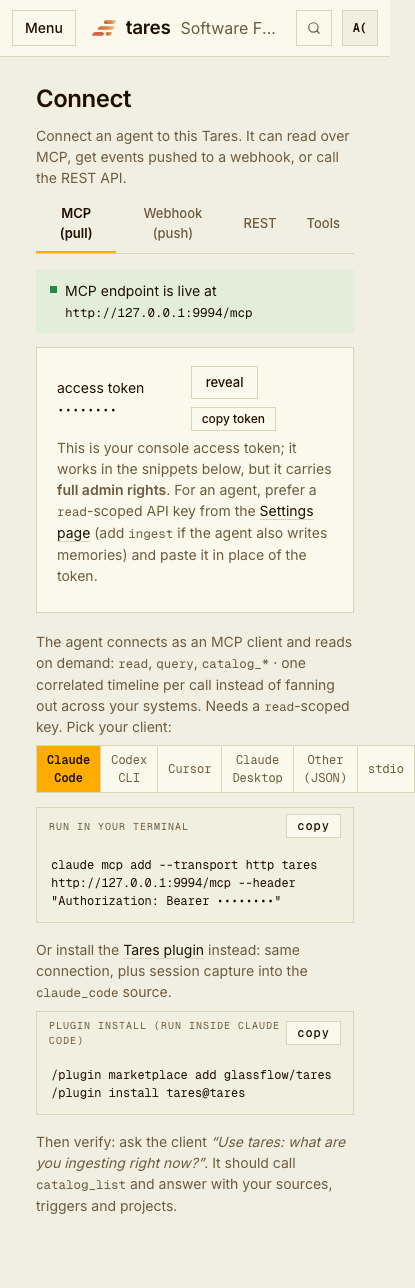 Menu
tares Software F...
A(
Connect
Connect an agent to this Tares. It can read over
MCP, get events pushed to a webhook, or call
the REST API.
MCP (pull)
Webhook (push)
REST
Tools
MCP endpoint is live at
http://127.0.0.1:9994/mcp
access token
••••••••
reveal
copy token
This is your console access token; it
works in the snippets below, but it carries
full admin rights. For an agent, prefer a
read-scoped API key from the Settings
page (add ingest if the agent also writes
memories) and paste it in place of the
token.
The agent connects as an MCP client and reads
on demand: read, query, catalog_* · one
correlated timeline per call instead of fanning
out across your systems. Needs a read-scoped
key. Pick your client:
Claude Code
Codex CLI
Cursor
Claude Desktop
Other (JSON)
stdio
RUN IN YOUR TERMINAL
copy
claude mcp add --transport http tares
http://127.0.0.1:9994/mcp --header
"Authorization: Bearer ••••••••"
Or install the Tares plugin instead: same
connection, plus session capture into the
claude_code source.
PLUGIN INSTALL (RUN INSIDE CLAUDE
CODE)
copy
/plugin marketplace add glassflow/tares
/plugin install tares@tares
Then verify: ask the client “Use tares: what are
you ingesting right now?”. It should call
catalog_list and answer with your sources,
triggers and projects.